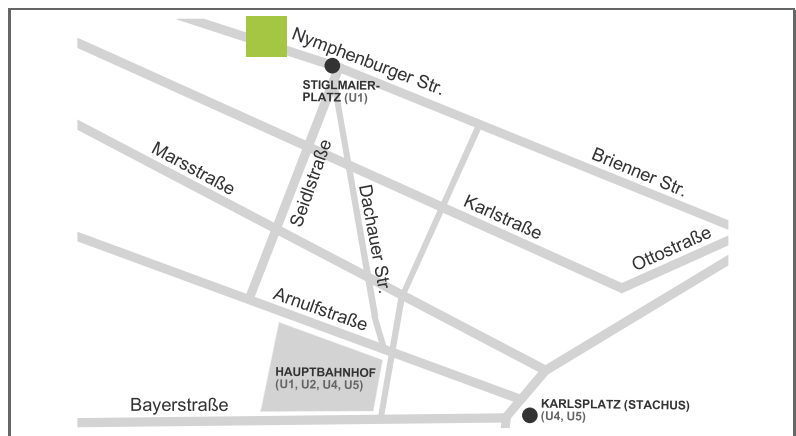 Nymphenburger Str.
STIGLMAIER-
PLATZ (U1)
Brienner Str.
Marsstraße
Seidlstraße
Dachauer Str.
Karlstraße
Ottostraße
Arnulfstraße
HAUPTBAHNHOF
(U1, U2, U4, U5)
Bayerstraße
KARLSPLATZ (STACHUS)
(U4, U5)